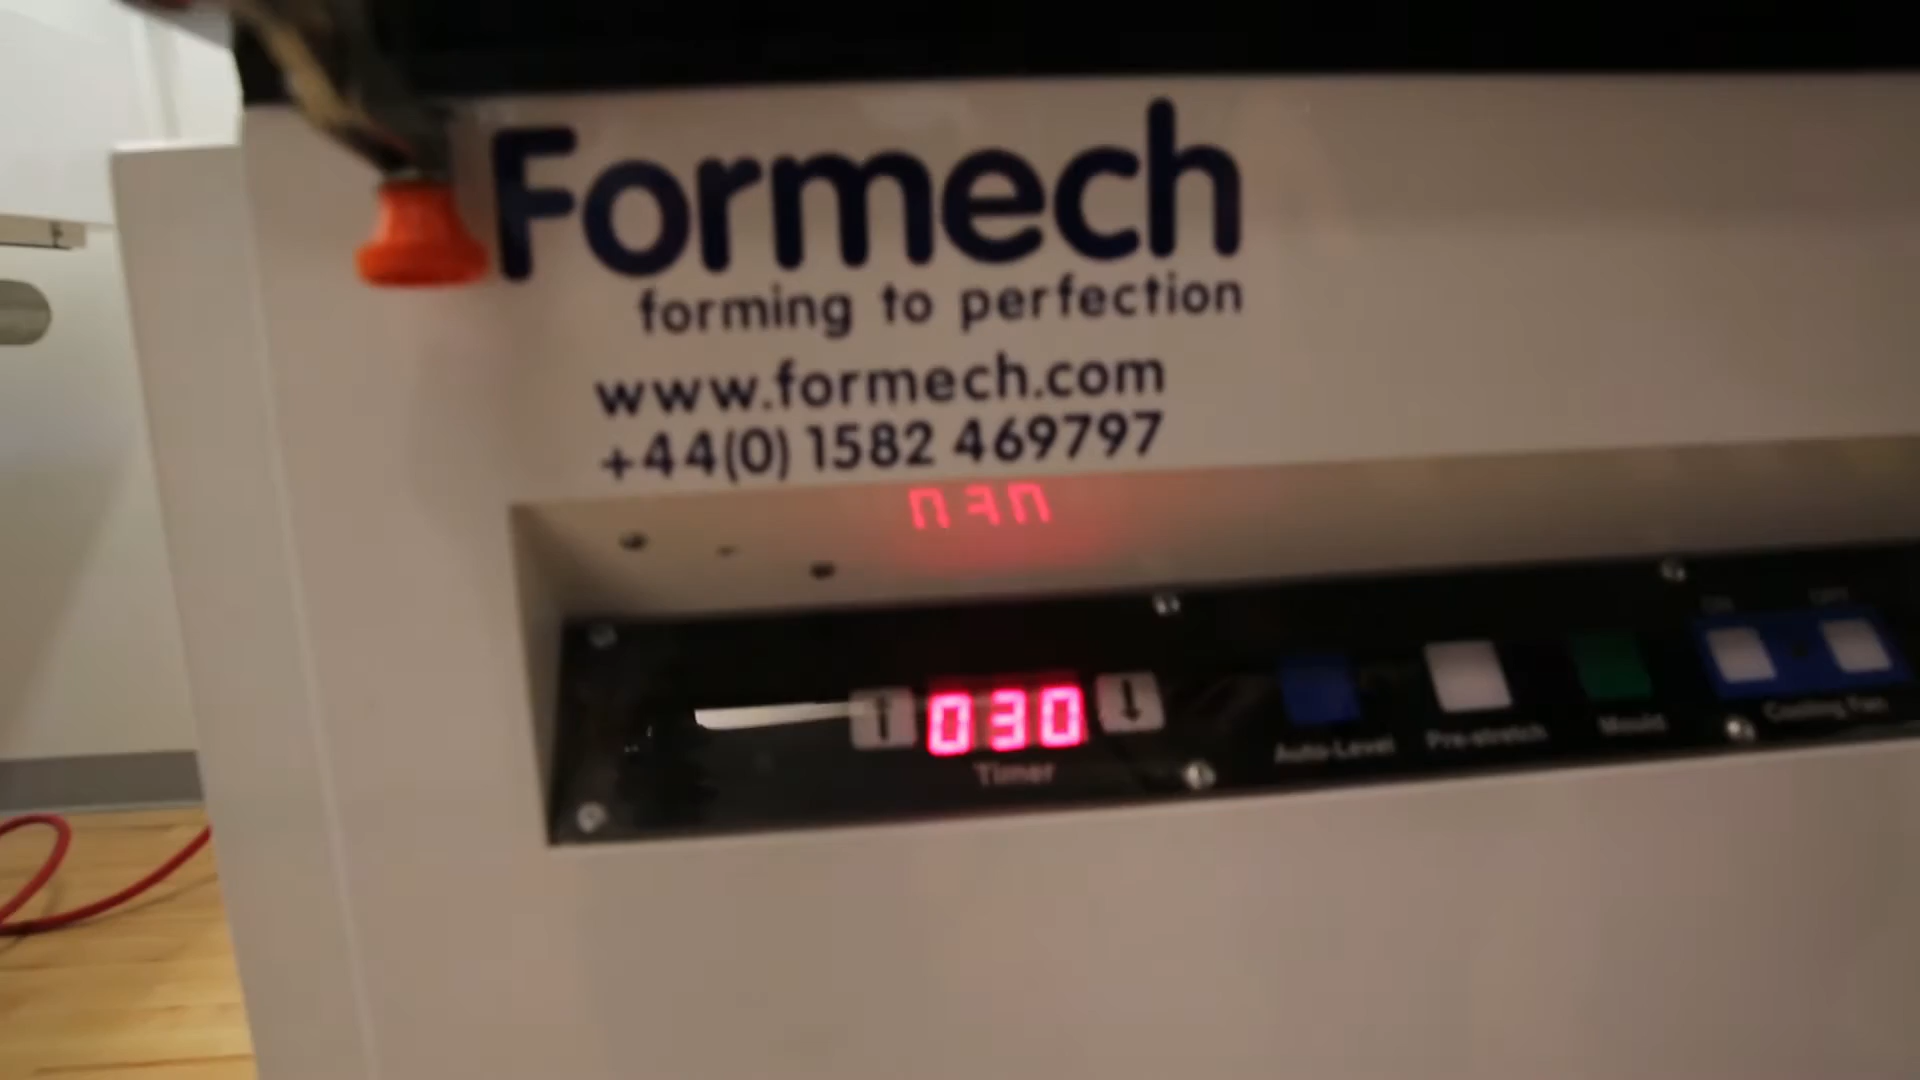 Formech
forming to perfection
www.formech.com
+44(0) 1582 469797
↑ 030 ↓
Timer
Auto-Level
Pre-stretch
Mould
Cooling Fan